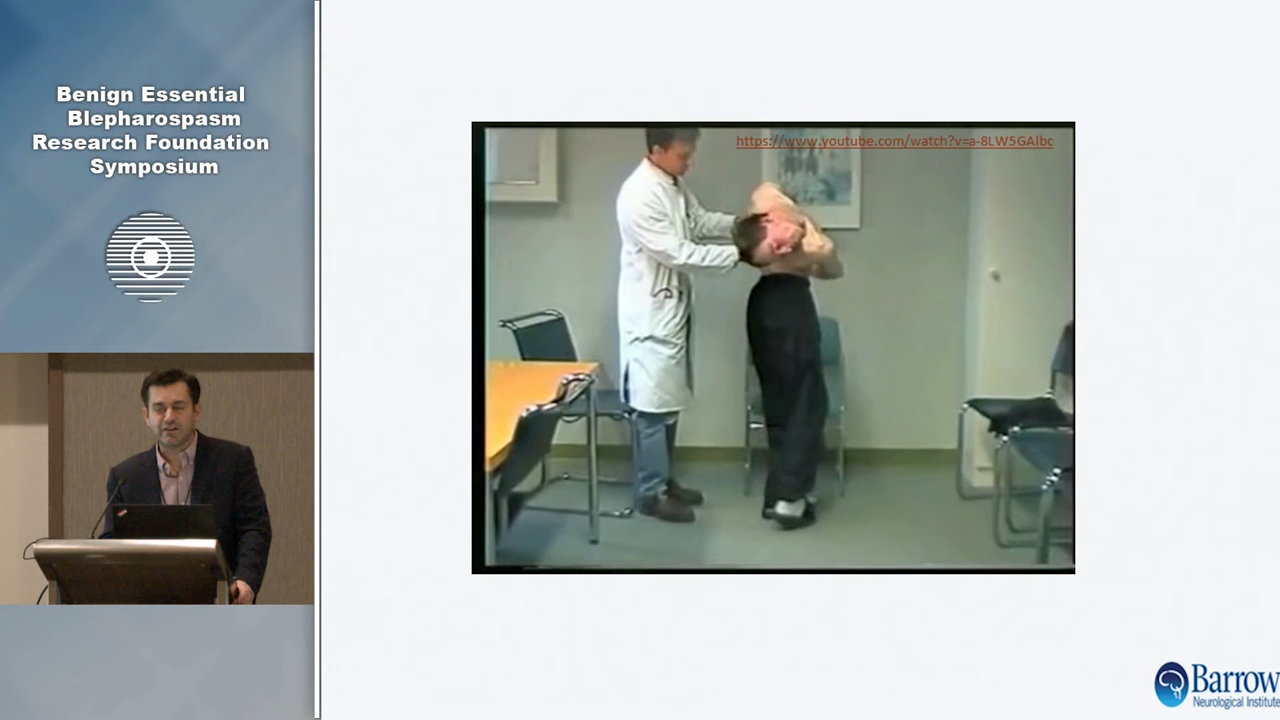 Benign Essential
Blepharospasm
Research Foundation
Symposium
https://www.youtube.com/watch?v=a-8LW5GAlbc
Barrow
Neurological Institute